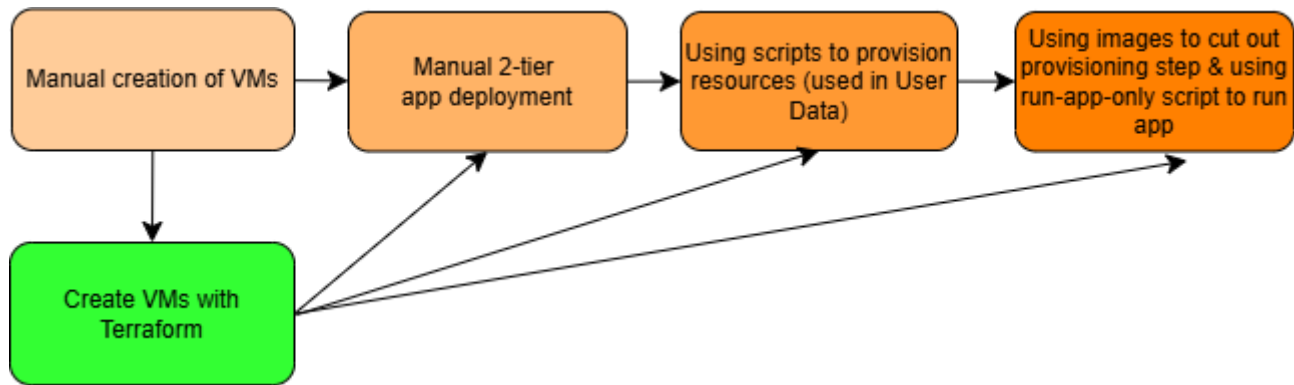 Manual creation of VMs
Manual 2-tier
app deployment
Using scripts to provision
resources (used in User
Data)
Using images to cut out
provisioning step & using
run-app-only script to run
app
Create VMs with
Terraform